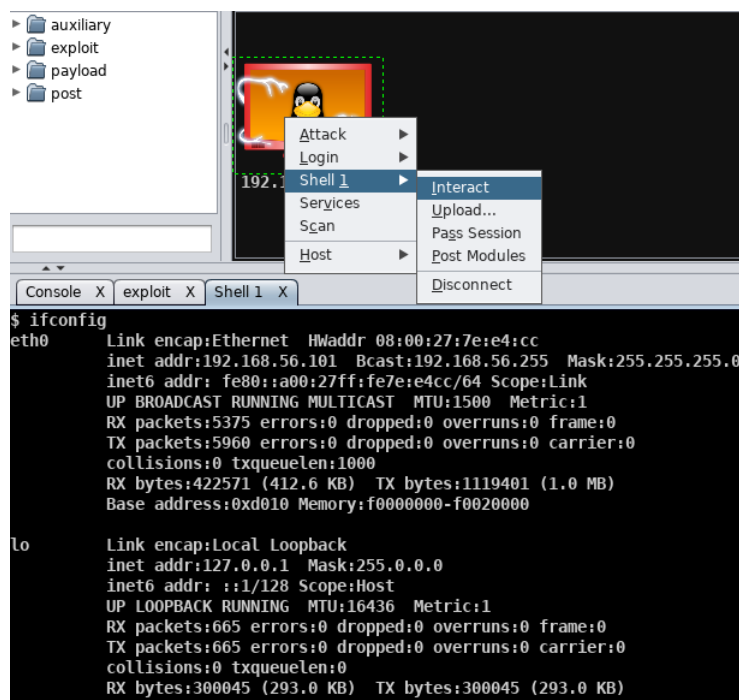 auxiliary
exploit
payload
post
Attack
Login
Shell 1
Services
Scan
Host
Interact
Upload...
Pass Session
Post Modules
Disconnect
192.1
Console X exploit X Shell 1 X
$ ifconfig
eth0 Link encap:Ethernet HWaddr 08:00:27:7e:e4:cc
inet addr:192.168.56.101 Bcast:192.168.56.255 Mask:255.255.255.0
inet6 addr: fe80::a00:27ff:fe7e:e4cc/64 Scope:Link
UP BROADCAST RUNNING MULTICAST MTU:1500 Metric:1
RX packets:5375 errors:0 dropped:0 overruns:0 frame:0
TX packets:5960 errors:0 dropped:0 overruns:0 carrier:0
collisions:0 txqueuelen:1000
RX bytes:422571 (412.6 KB) TX bytes:1119401 (1.0 MB)
Base address:0xd010 Memory:f0000000-f0020000
lo Link encap:Local Loopback
inet addr:127.0.0.1 Mask:255.0.0.0
inet6 addr: ::1/128 Scope:Host
UP LOOPBACK RUNNING MTU:16436 Metric:1
RX packets:665 errors:0 dropped:0 overruns:0 frame:0
TX packets:665 errors:0 dropped:0 overruns:0 carrier:0
collisions:0 txqueuelen:0
RX bytes:300045 (293.0 KB) TX bytes:300045 (293.0 KB)